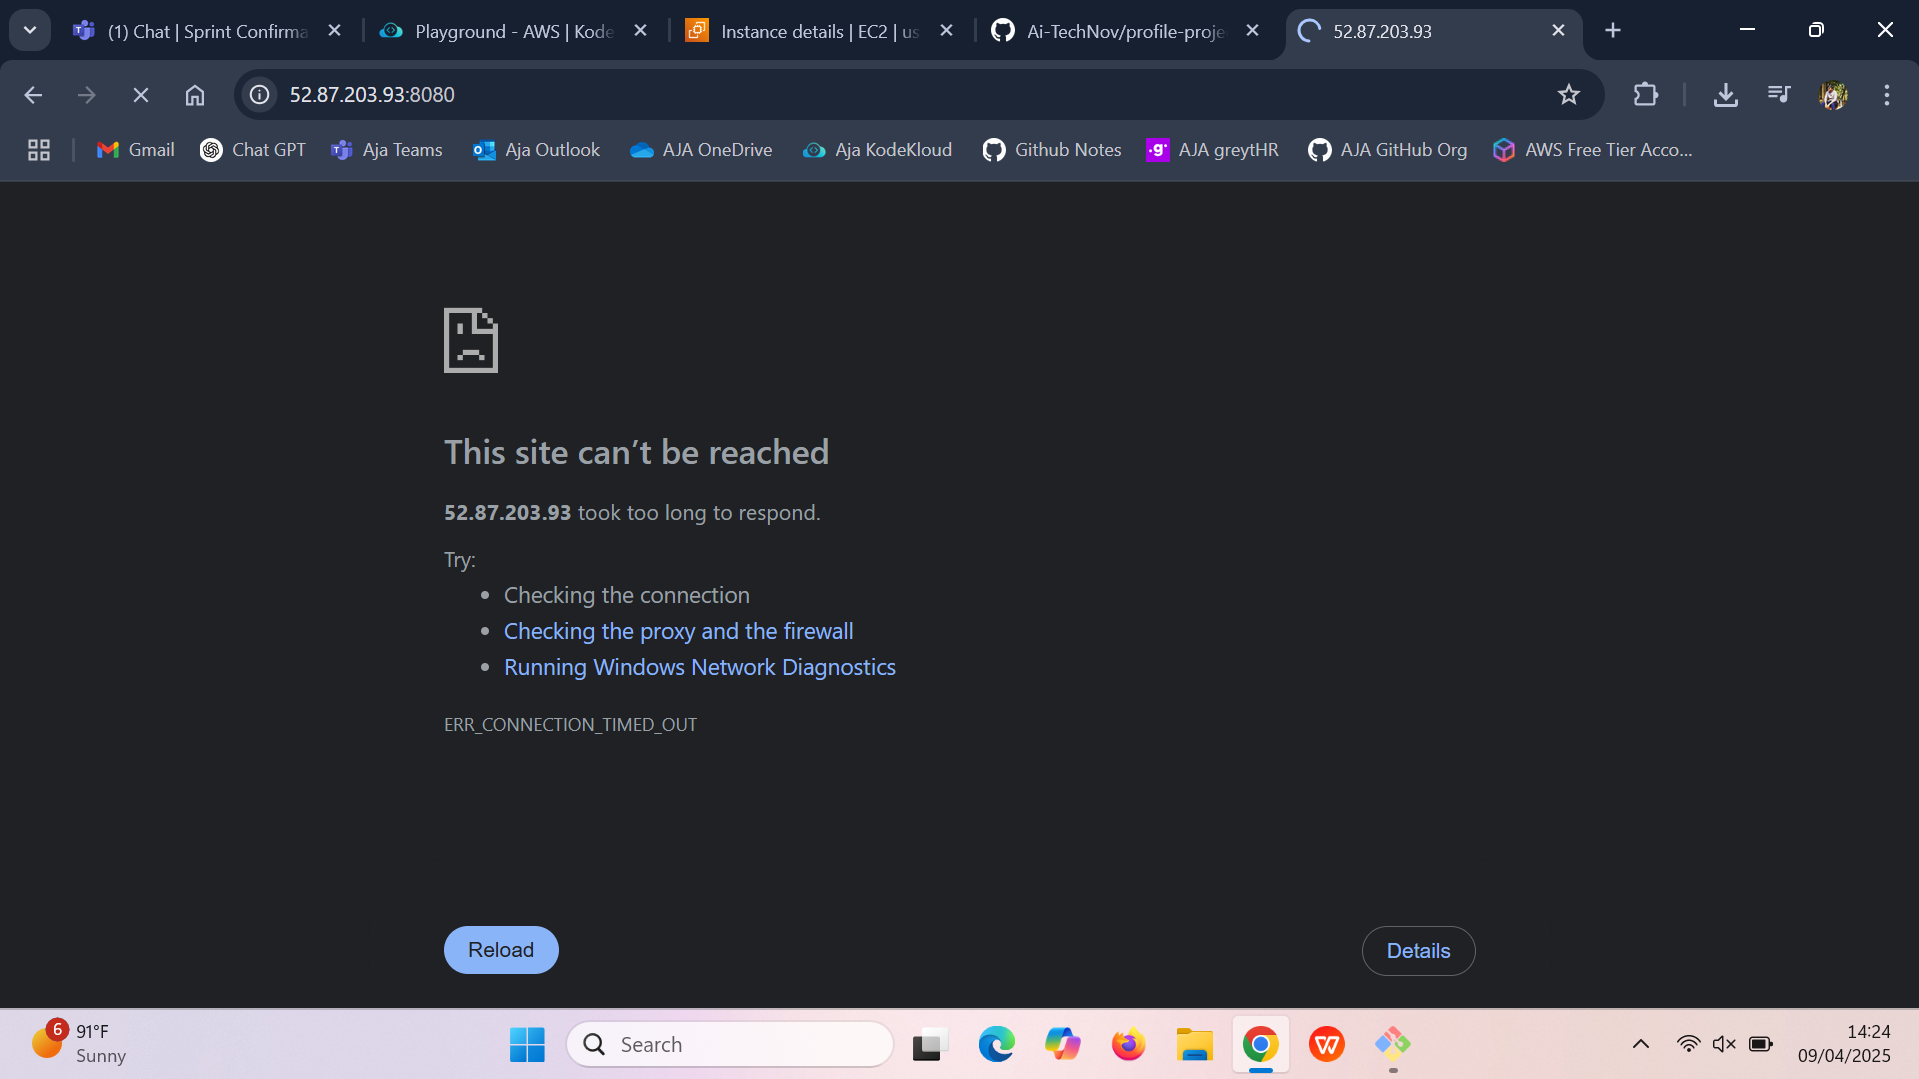 (1) Chat | Sprint Confirma
Playground - AWS | Kode
Instance details | EC2 | us
Ai-TechNov/profile-proje
52.87.203.93
52.87.203.93:8080
Gmail
Chat GPT
Aja Teams
Aja Outlook
AJA OneDrive
Aja KodeKloud
Github Notes
.g
AJA greytHR
AJA GitHub Org
AWS Free Tier Acco...
This site can’t be reached
52.87.203.93 took too long to respond.
Try:
Checking the connection
Checking the proxy and the firewall
Running Windows Network Diagnostics
ERR_CONNECTION_TIMED_OUT
Reload
Details
6
91°F
Sunny
Search
14:24
09/04/2025